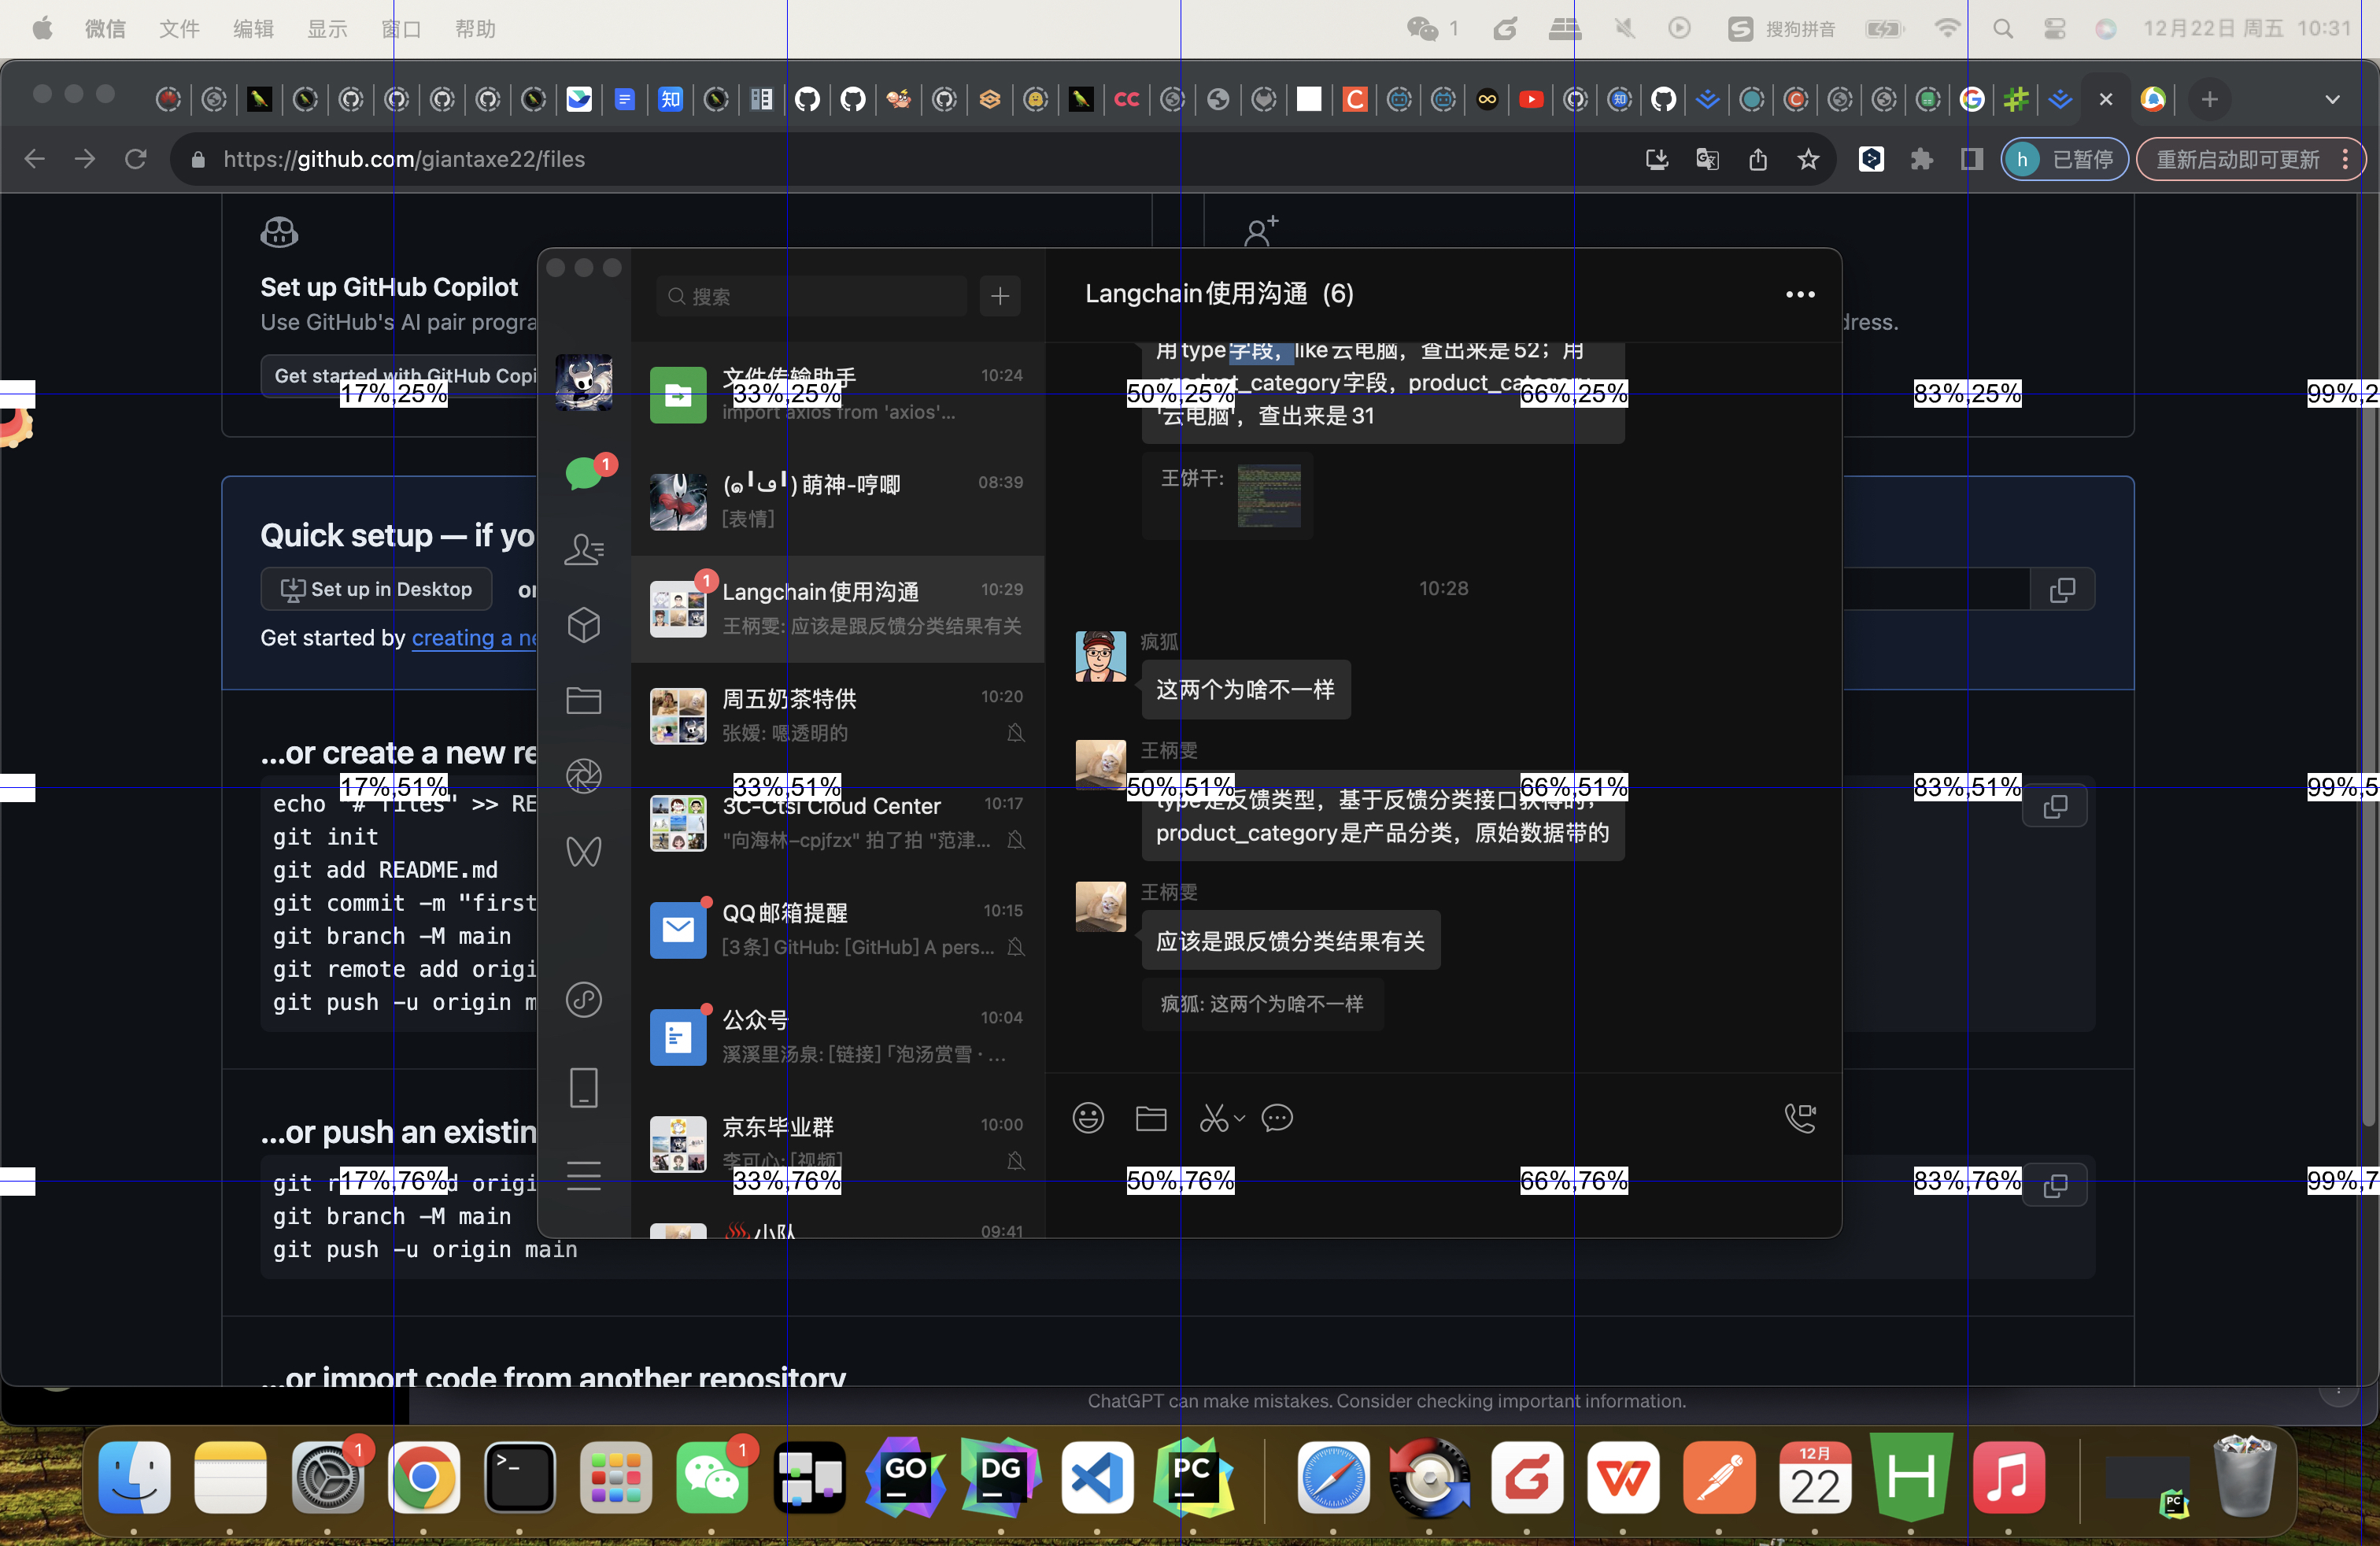 微信 文件 编辑 显示 窗口 帮助
1 搜狗拼音 12月22日 周五 10:31
https://github.com/giantaxe22/files
h 已暂停 重新启动即可更新
Set up GitHub Copilot
Use GitHub's AI pair progra
dress.
Get started with GitHub Copi
Quick setup — if yo
Set up in Desktop or
Get started by creating a ne
...or create a new re
echo "# files" >> RE
git init
git add README.md
git commit -m "first
git branch -M main
git remote add origi
git push -u origin m
...or push an existin
git r d origi
git branch -M main
git push -u origin main
...or import code from another repository
搜索
1
文件传输助手 10:24
import axios from 'axios'...
萌神-哼唧 08:39
[表情]
1
Langchain使用沟通 10:29
王柄雯: 应该是跟反馈分类结果有关
周五奶茶特供 10:20
张嫒: 嗯透明的
3C-Ctsi Cloud Center 10:17
"向海林-cpjfzx" 拍了拍 "范津...
QQ邮箱提醒 10:15
[3条] GitHub: [GitHub] A pers...
公众号 10:04
溪溪里汤泉: [链接]「泡汤赏雪 · ...
京东毕业群 10:00
李可心: [视频]
小队 09:41
Langchain使用沟通 (6)
用type字段，like云电脑，查出来是52；用
product_category字段，product_category
'云电脑'，查出来是31
王饼干:
10:28
疯狐
这两个为啥不一样
王柄雯
type是反馈类型，基于反馈分类接口获得的，
product_category是产品分类，原始数据带的
王柄雯
应该是跟反馈分类结果有关
疯狐: 这两个为啥不一样
17%,25% 33%,25% 50%,25% 66%,25% 83%,25% 99%,2
17%,51% 33%,51% 50%,51% 66%,51% 83%,51% 99%,5
17%,76% 33%,76% 50%,76% 66%,76% 83%,76% 99%,7
ChatGPT can make mistakes. Consider checking important information.
1 >_ 1 GO DG PC 12月 22 PC